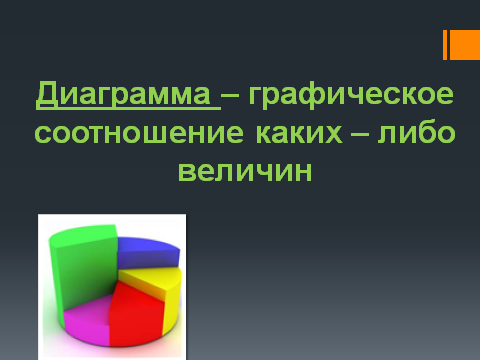 Диаграмма – графическое
соотношение каких – либо
величин